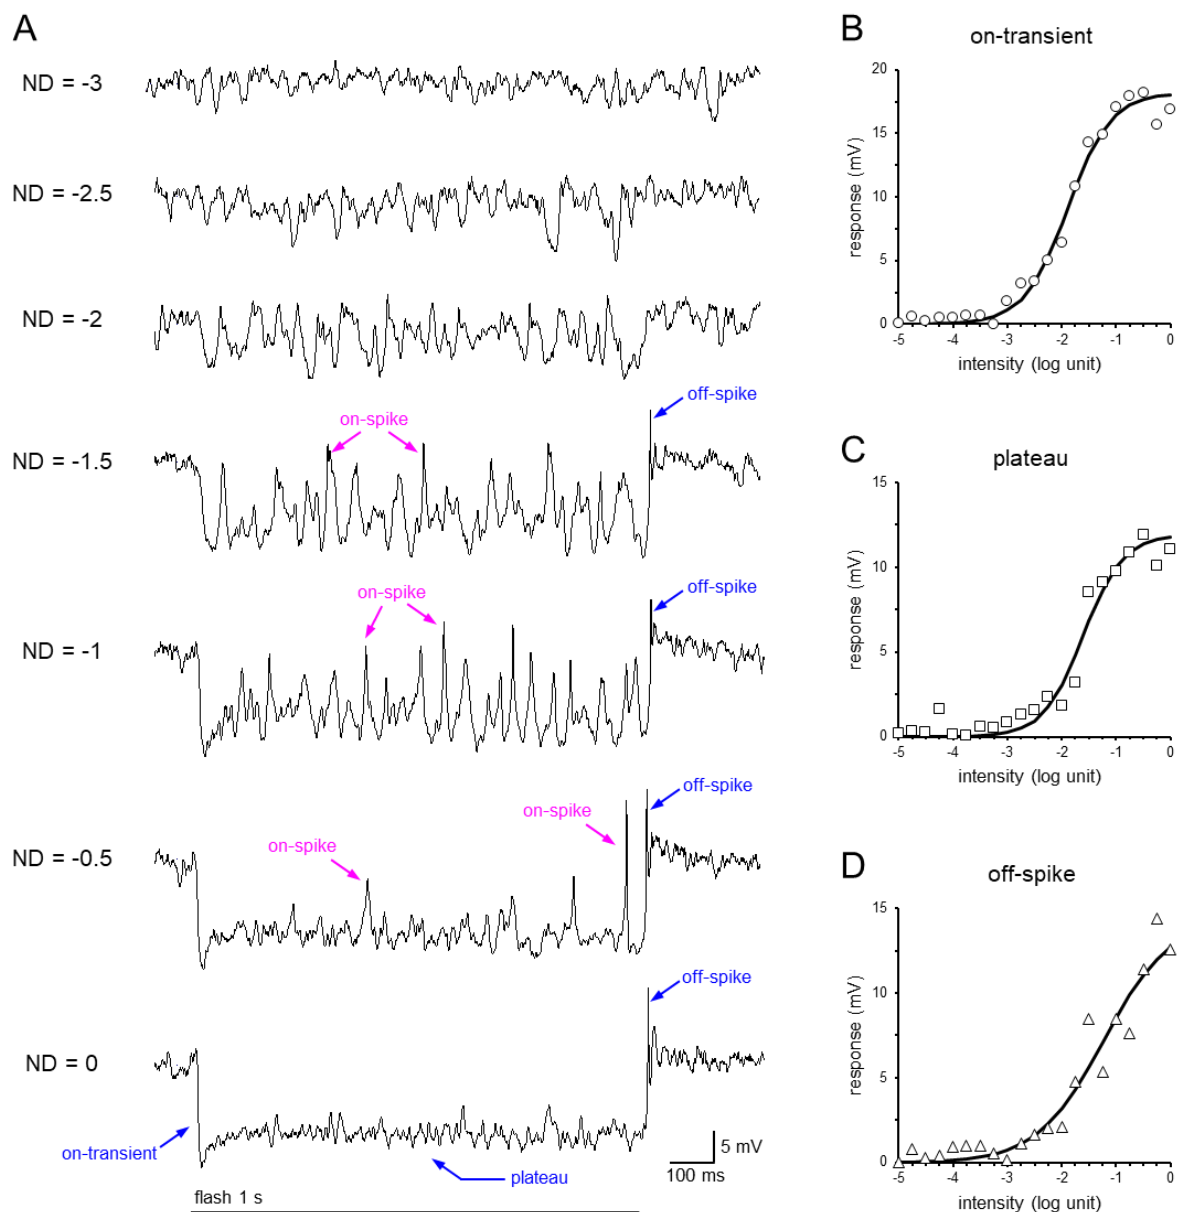 A
ND = -3
ND = -2.5
ND = -2
off-spike
on-spike
ND = -1.5
off-spike
on-spike
ND = -1
off-spike
on-spike
on-spike
ND = -0.5
off-spike
ND = 0
on-transient
plateau
5 mV
100 ms
flash 1 s
B
on-transient
20
15
10
5
0
response (mV)
-5 -4 -3 -2 -1 0
intensity (log unit)
C
plateau
15
10
5
0
response (mV)
-5 -4 -3 -2 -1 0
intensity (log unit)
D
off-spike
15
10
5
0
response (mV)
-5 -4 -3 -2 -1 0
intensity (log unit)